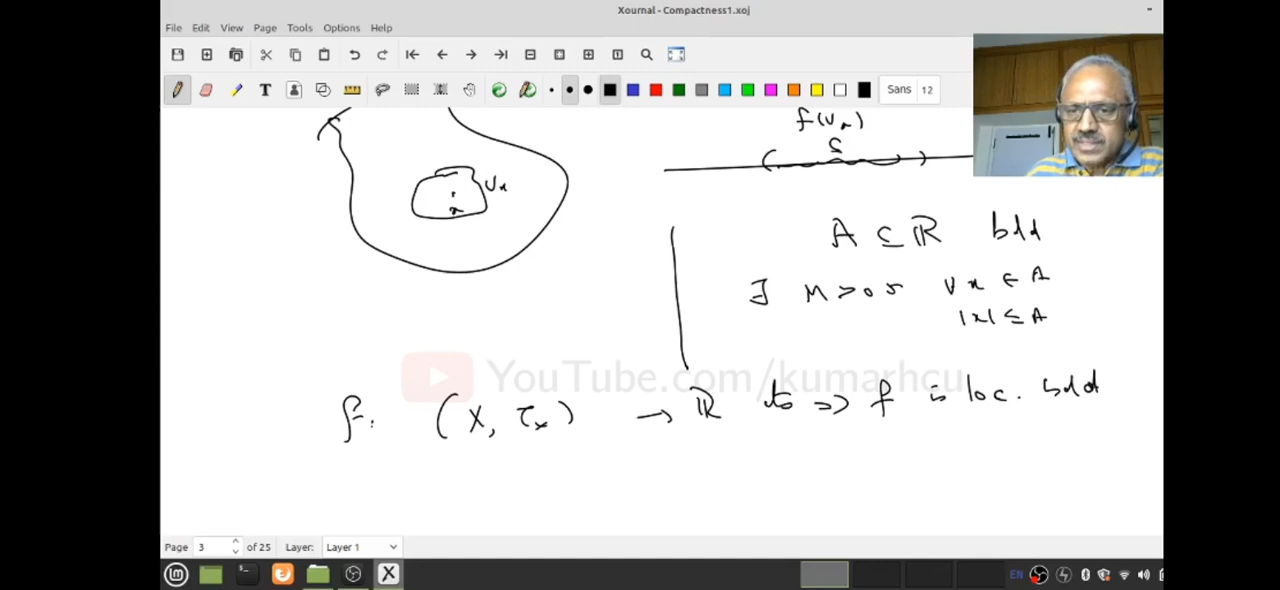 Xournal - Compactness1.xoj
File Edit View Page Tools Options Help
Sans 12
f(Uₓ)
Uₓ
x
A ⊆ ℝ bdd
∃ M > 0 ∀ x ∈ A
|x| ≤ A
YouTube.com/kumarhcu
f: (X, τₓ) → ℝ cts ⇒ f is loc. bdd
Page 3 of 25 Layer: Layer 1
EN